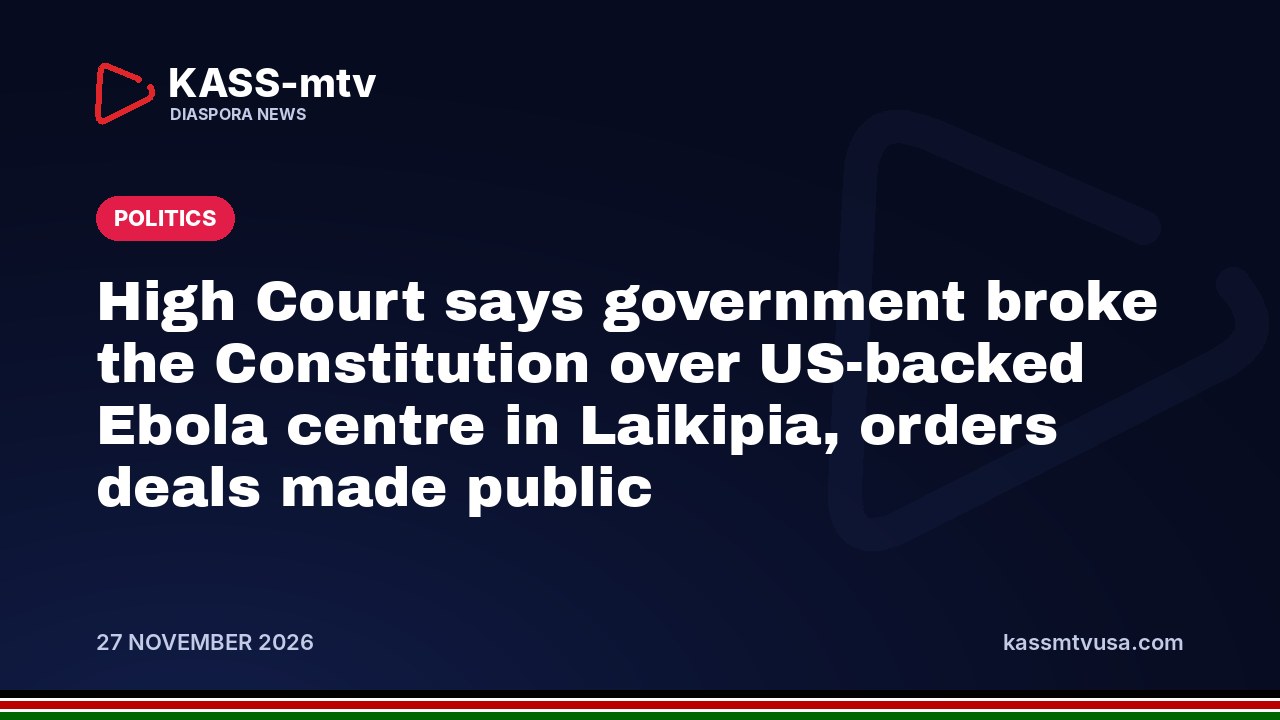 KASS-mtv
DIASPORA NEWS
POLITICS
High Court says government broke
the Constitution over US-backed
Ebola centre in Laikipia, orders
deals made public
27 NOVEMBER 2026
kassmtvusa.com